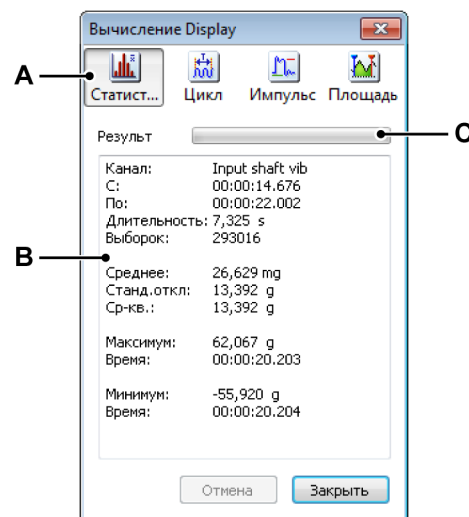 Вычисление Display
A
Статист... Цикл Импульс Площадь
Результ
C
Канал: Input shaft vib
С: 00:00:14.676
По: 00:00:22.002
Длительность: 7,325 s
Выборок: 293016
B
Среднее: 26,629 mg
Станд.откл: 13,392 g
Ср-кв.: 13,392 g
Максимум: 62,067 g
Время: 00:00:20.203
Минимум: -55,920 g
Время: 00:00:20.204
Отмена Закрыть